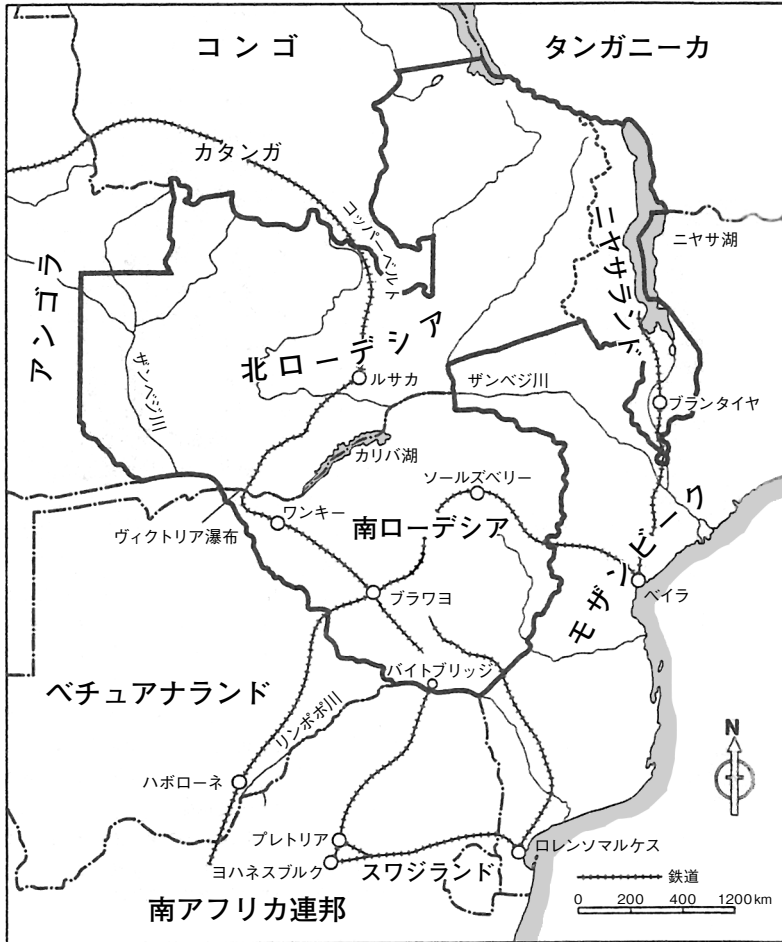 コンゴ
タンガニーカ
カタンガ
コッパーベルト
ニヤサランド
ニヤサ湖
アンゴラ
北ローデシア
ザンベジ川
ルサカ
ザンベジ川
ブランタイヤ
カリバ湖
ソールズベリー
ワンキー
南ローデシア
ヴィクトリア瀑布
モザンビーク
ブラワヨ
ベイラ
バイトブリッジ
ベチュアナランド
リンポポ川
N
ハボローネ
プレトリア
ロレンソマルケス
ヨハネスブルク
スワジランド
鉄道
南アフリカ連邦
0 200 400 1200km